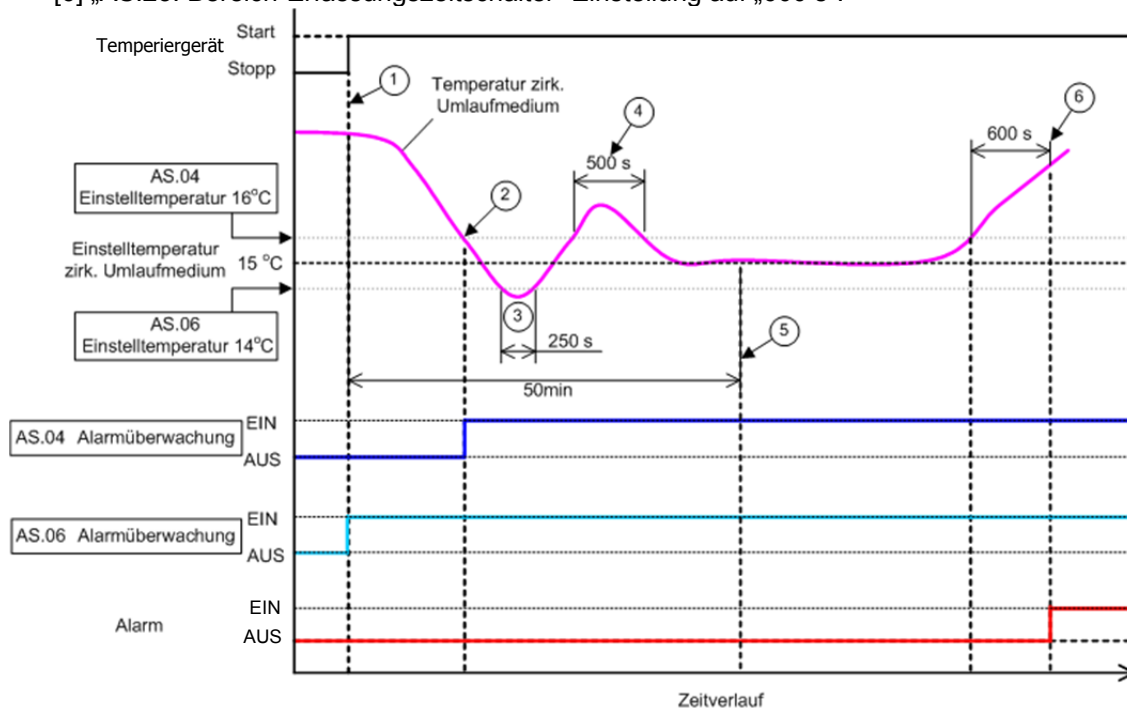 Start
Temperiergerät
Stopp
1
Temperatur zirk.
Umlaufmedium
4
6
500 s
600 s
AS.04
Einstelltemperatur 16°C
2
Einstelltemperatur
zirk. Umlaufmedium 15 °C
3
AS.06
Einstelltemperatur 14°C
250 s
5
50min
AS.04 Alarmüberwachung
EIN
AUS
AS.06 Alarmüberwachung
EIN
AUS
Alarm
EIN
AUS
Zeitverlauf